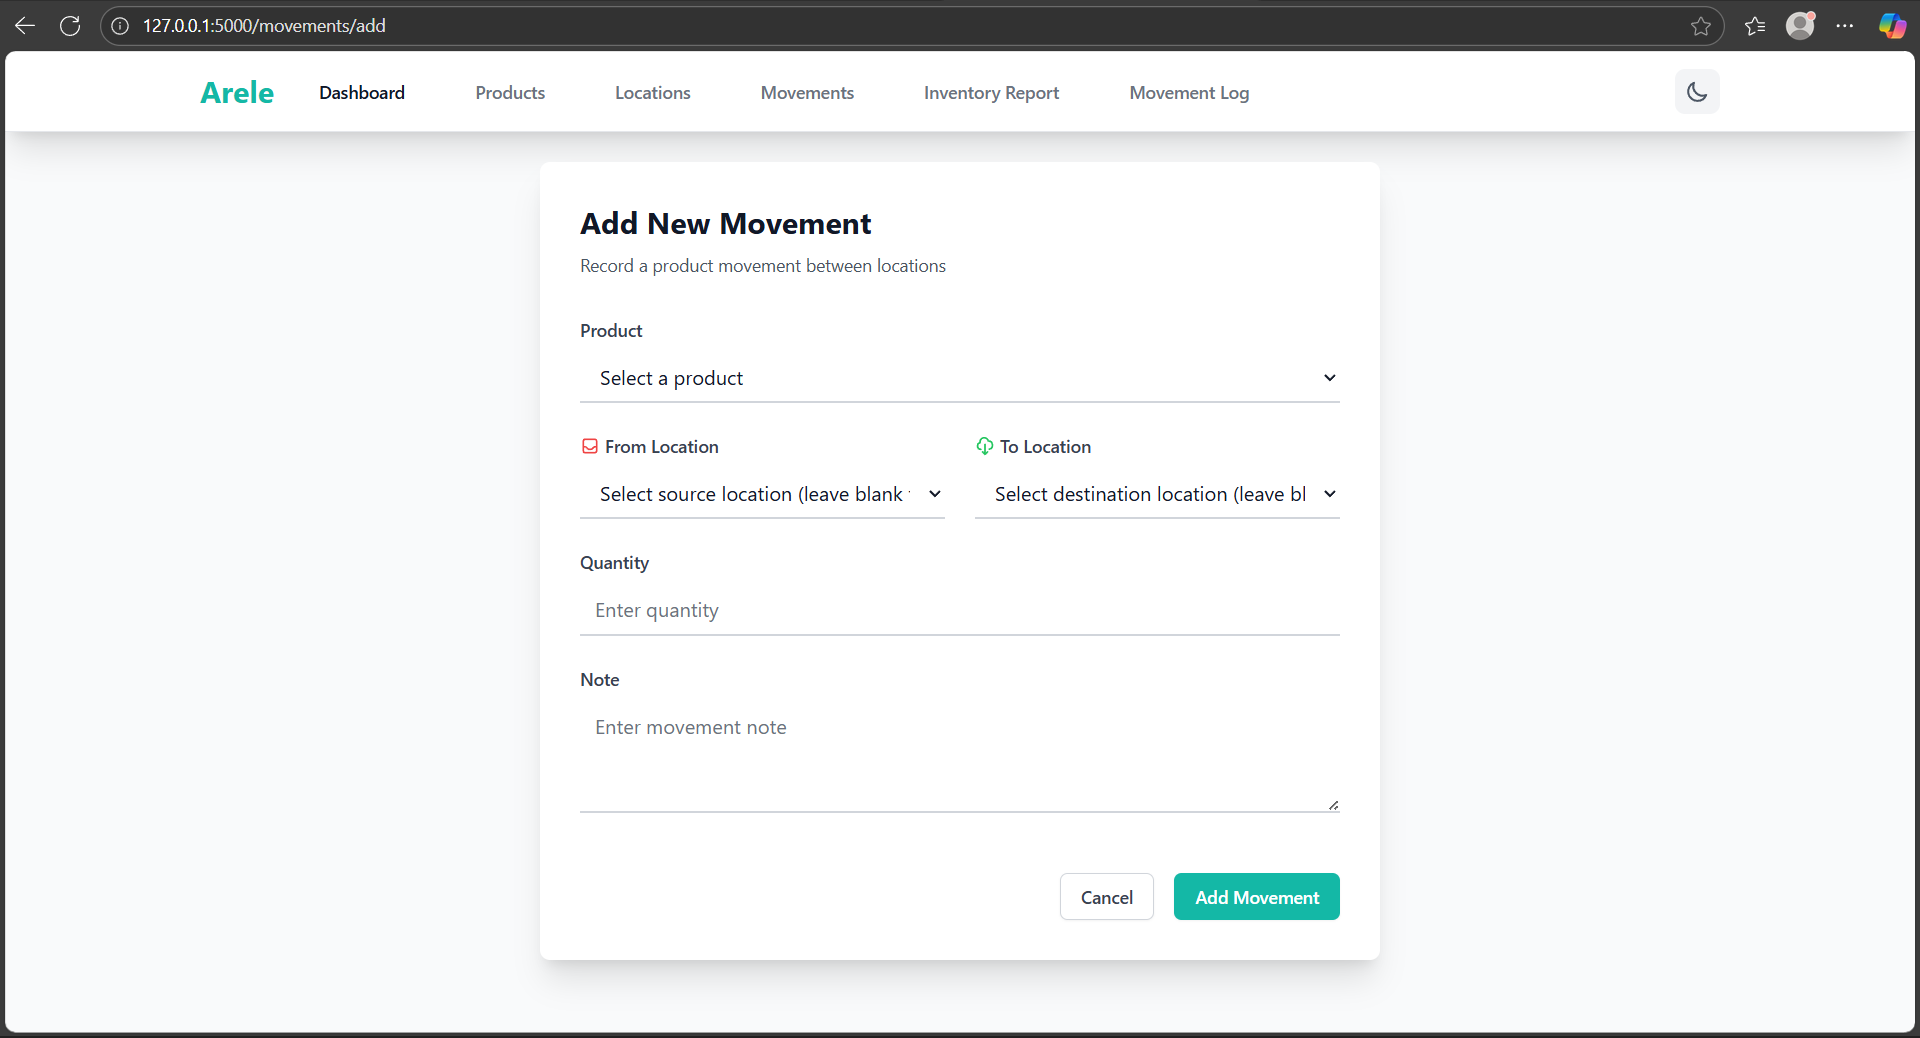 127.0.0.1:5000/movements/add
Arele Dashboard Products Locations Movements Inventory Report Movement Log
Add New Movement
Record a product movement between locations
Product
Select a product
From Location To Location
Select source location (leave blank Select destination location (leave bl
Quantity
Enter quantity
Note
Enter movement note
Cancel Add Movement